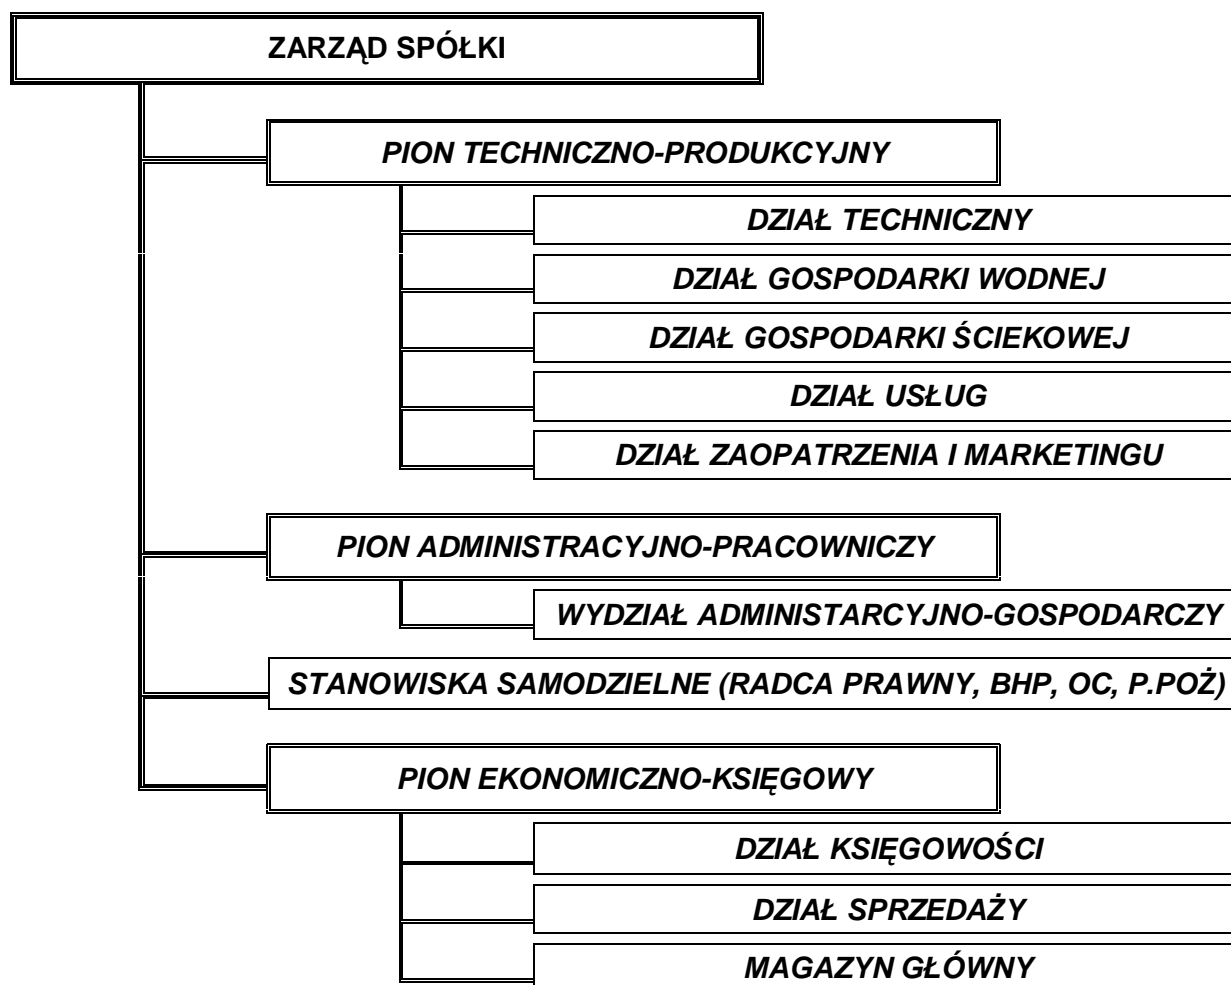 ZARZĄD SPÓŁKI
PION TECHNICZNO-PRODUKCYJNY
DZIAŁ TECHNICZNY
DZIAŁ GOSPODARKI WODNEJ
DZIAŁ GOSPODARKI ŚCIEKOWEJ
DZIAŁ USŁUG
DZIAŁ ZAOPATRZENIA I MARKETINGU
PION ADMINISTRACYJNO-PRACOWNICZY
WYDZIAŁ ADMINISTARCYJNO-GOSPODARCZY
STANOWISKA SAMODZIELNE (RADCA PRAWNY, BHP, OC, P.POŻ)
PION EKONOMICZNO-KSIĘGOWY
DZIAŁ KSIĘGOWOŚCI
DZIAŁ SPRZEDAŻY
MAGAZYN GŁÓWNY